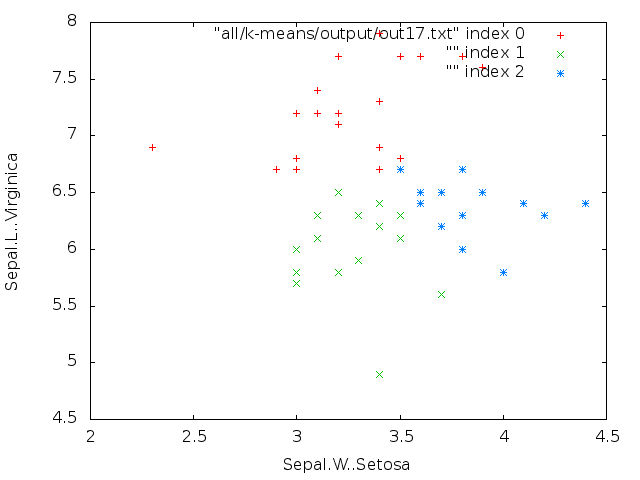 8
"all/k-means/output/out17.txt" index 0
"" index 1
"" index 2
7.5
7
6.5
6
5.5
5
4.5
2
2.5
3
3.5
4
4.5
Sepal.L.. Virginica
Sepal.W..Setosa